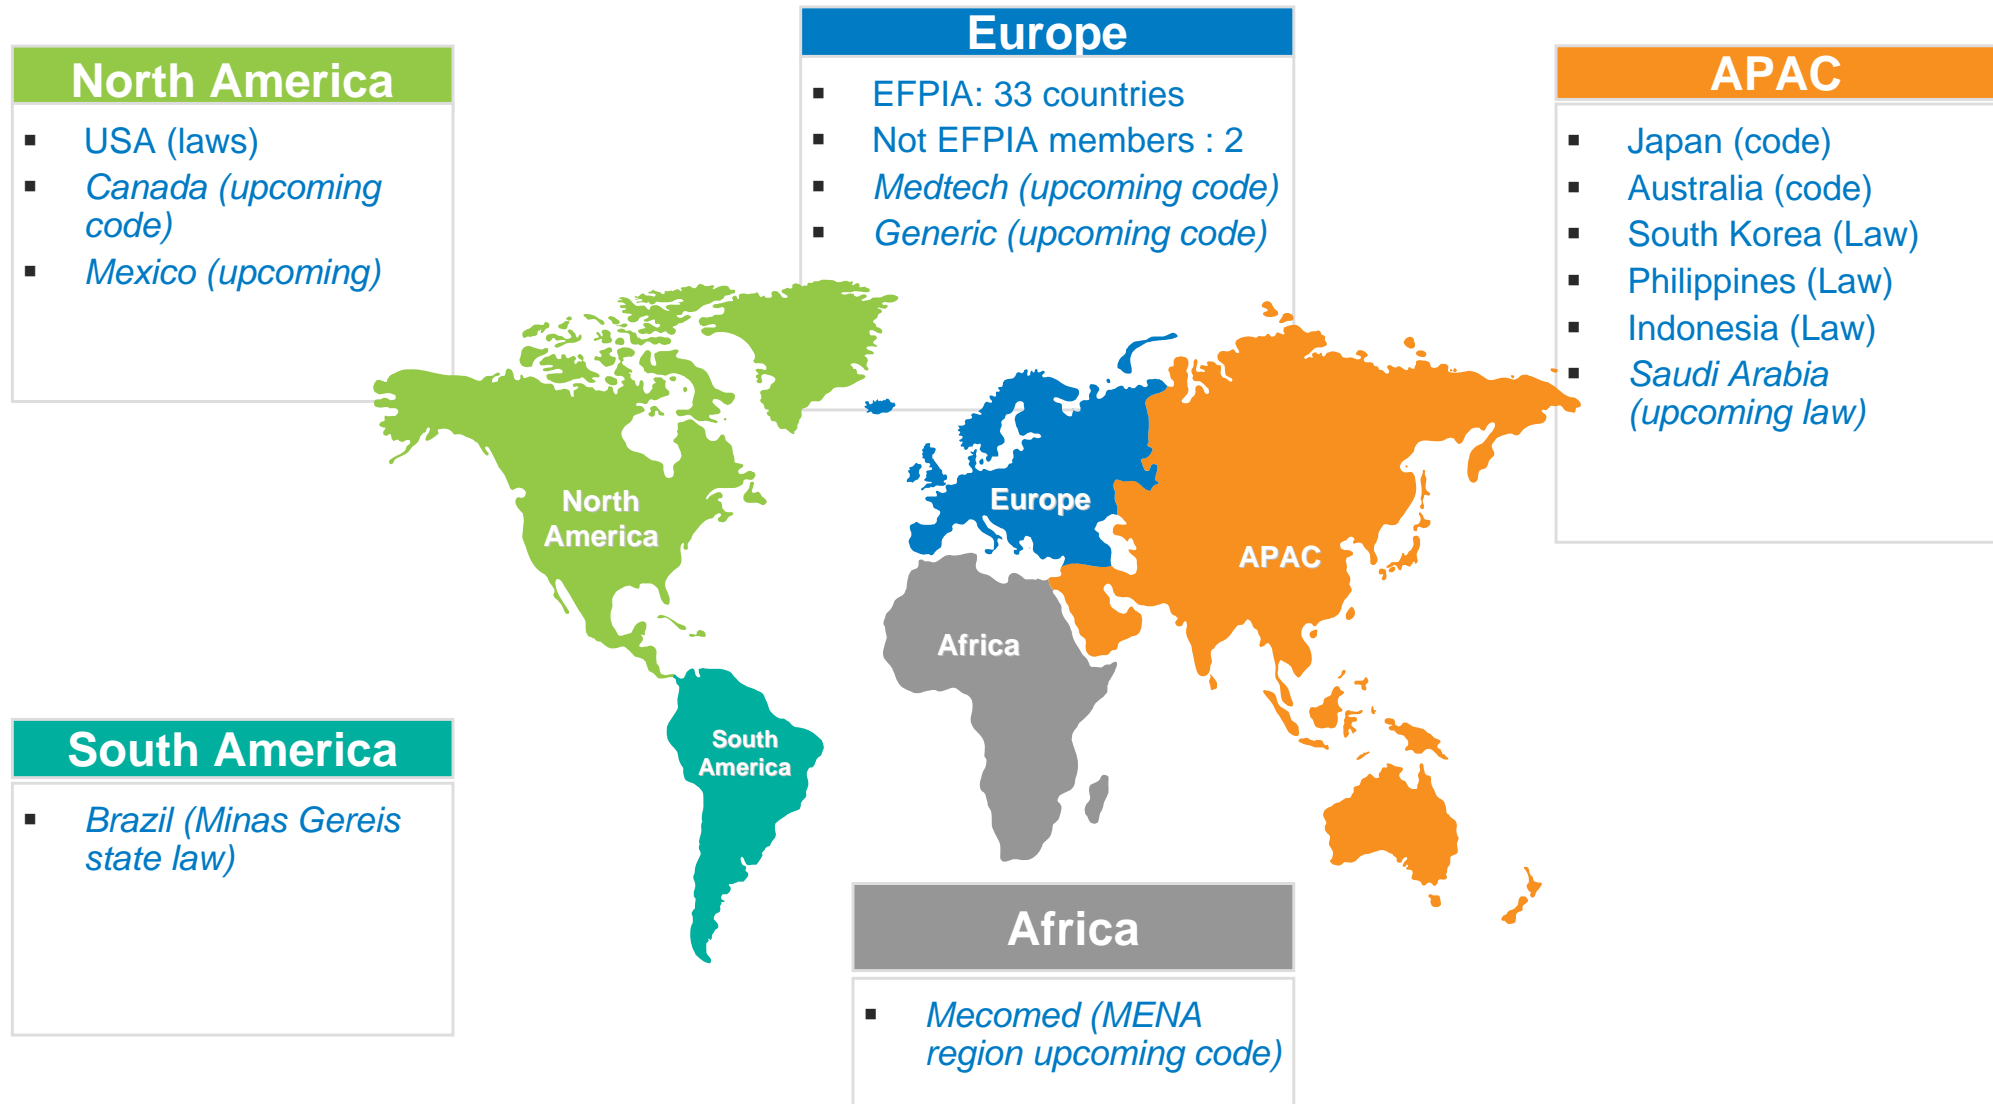 North America
▪ USA (laws)
▪ Canada (upcoming
code)
▪ Mexico (upcoming)
Europe
▪ EFPIA: 33 countries
▪ Not EFPIA members : 2
▪ Medtech (upcoming code)
▪ Generic (upcoming code)
APAC
▪ Japan (code)
▪ Australia (code)
▪ South Korea (Law)
▪ Philippines (Law)
▪ Indonesia (Law)
▪ Saudi Arabia
(upcoming law)
North
America
Europe
APAC
Africa
South
America
South America
▪ Brazil (Minas Gereis
state law)
Africa
▪ Mecomed (MENA
region upcoming code)